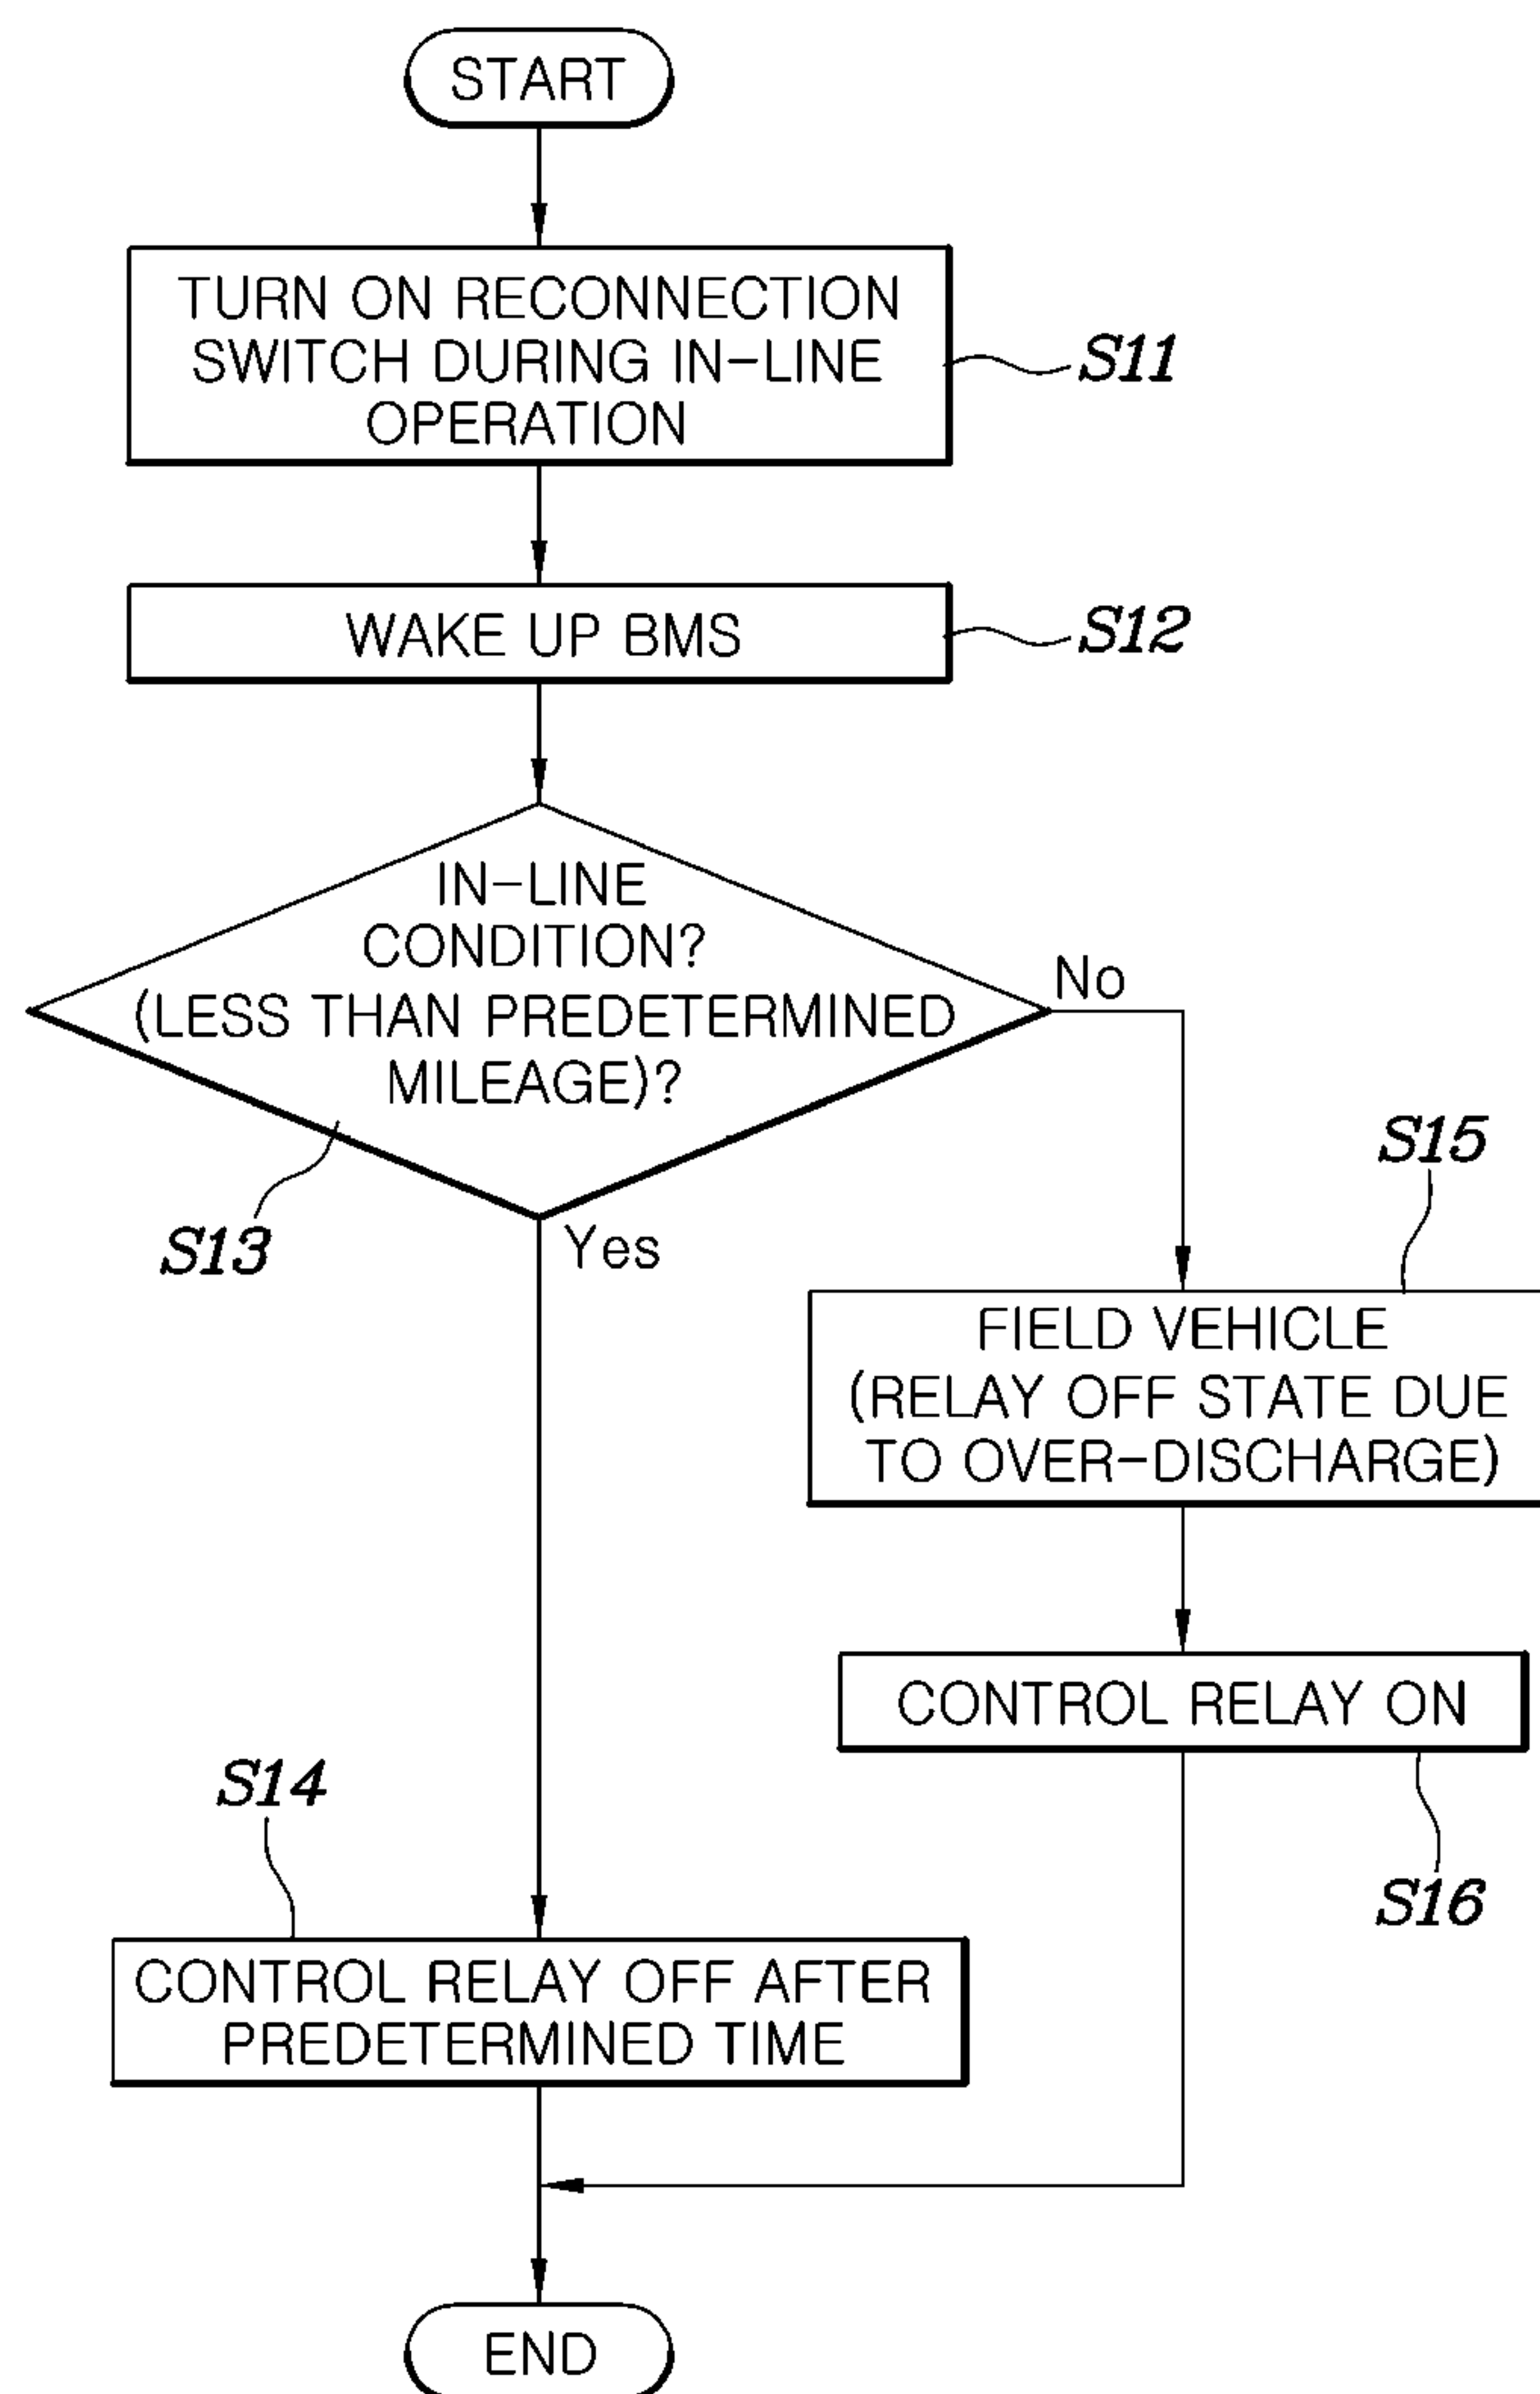 START
TURN ON RECONNECTION
SWITCH DURING IN-LINE
OPERATION
S11
WAKE UP BMS
S12
IN-LINE
CONDITION?
(LESS THAN PREDETERMINED
MILEAGE)?
No
S13
Yes
S15
FIELD VEHICLE
(RELAY OFF STATE DUE
TO OVER-DISCHARGE)
CONTROL RELAY ON
S16
S14
CONTROL RELAY OFF AFTER
PREDETERMINED TIME
END